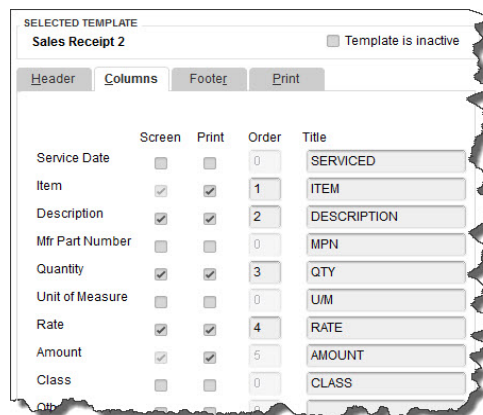 SELECTED TEMPLATE
Sales Receipt 2 Template is inactive
Header Columns Footer Print
Screen Print Order Title
Service Date 0 SERVICED
Item 1 ITEM
Description 2 DESCRIPTION
Mfr Part Number 0 MPN
Quantity 3 QTY
Unit of Measure 0 U/M
Rate 4 RATE
Amount 5 AMOUNT
Class 0 CLASS